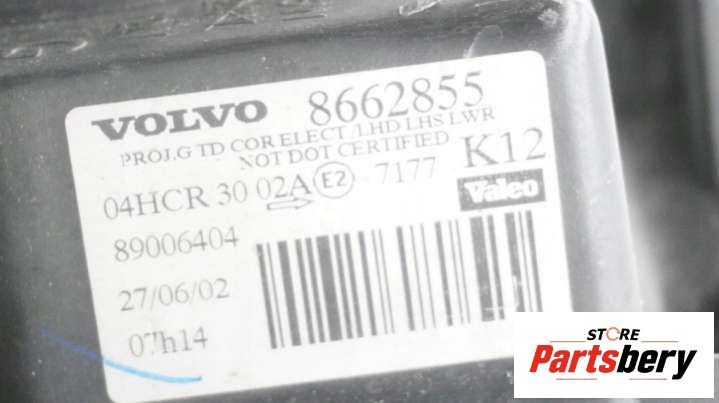 VOLVO 8662855
PROJ.G TD COR ELECT /LHD LHS LWR
NOT DOT CERTIFIED K12
04HCR 30 02A E2 7177
Valeo
89006404
27/06/02
07h14
STORE
Partsbery